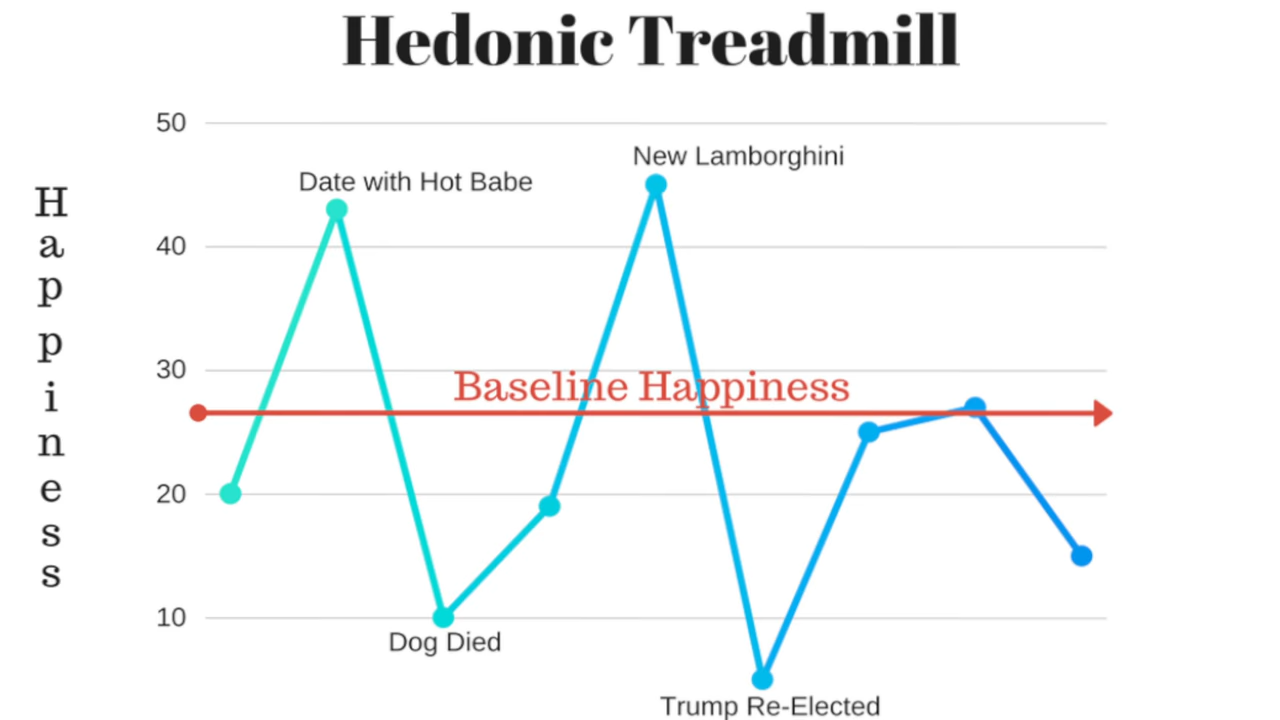 Hedonic Treadmill
Happiness
50
40
30
20
10
Date with Hot Babe
New Lamborghini
Baseline Happiness
Dog Died
Trump Re-Elected